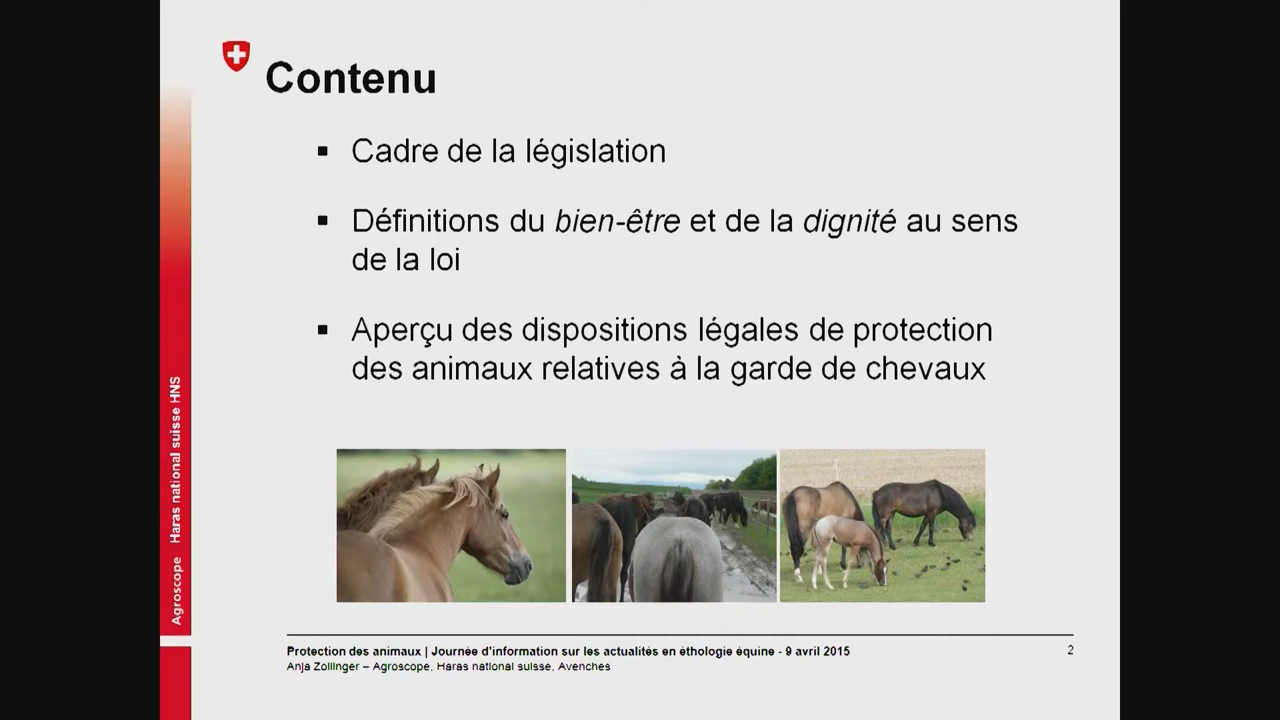 Contenu
▪ Cadre de la législation
▪ Définitions du bien-être et de la dignité au sens
de la loi
▪ Aperçu des dispositions légales de protection
des animaux relatives à la garde de chevaux
Agroscope Haras national suisse HNS
Protection des animaux | Journée d'information sur les actualités en éthologie équine - 9 avril 2015
2
Anja Zollinger – Agroscope, Haras national suisse, Avenches